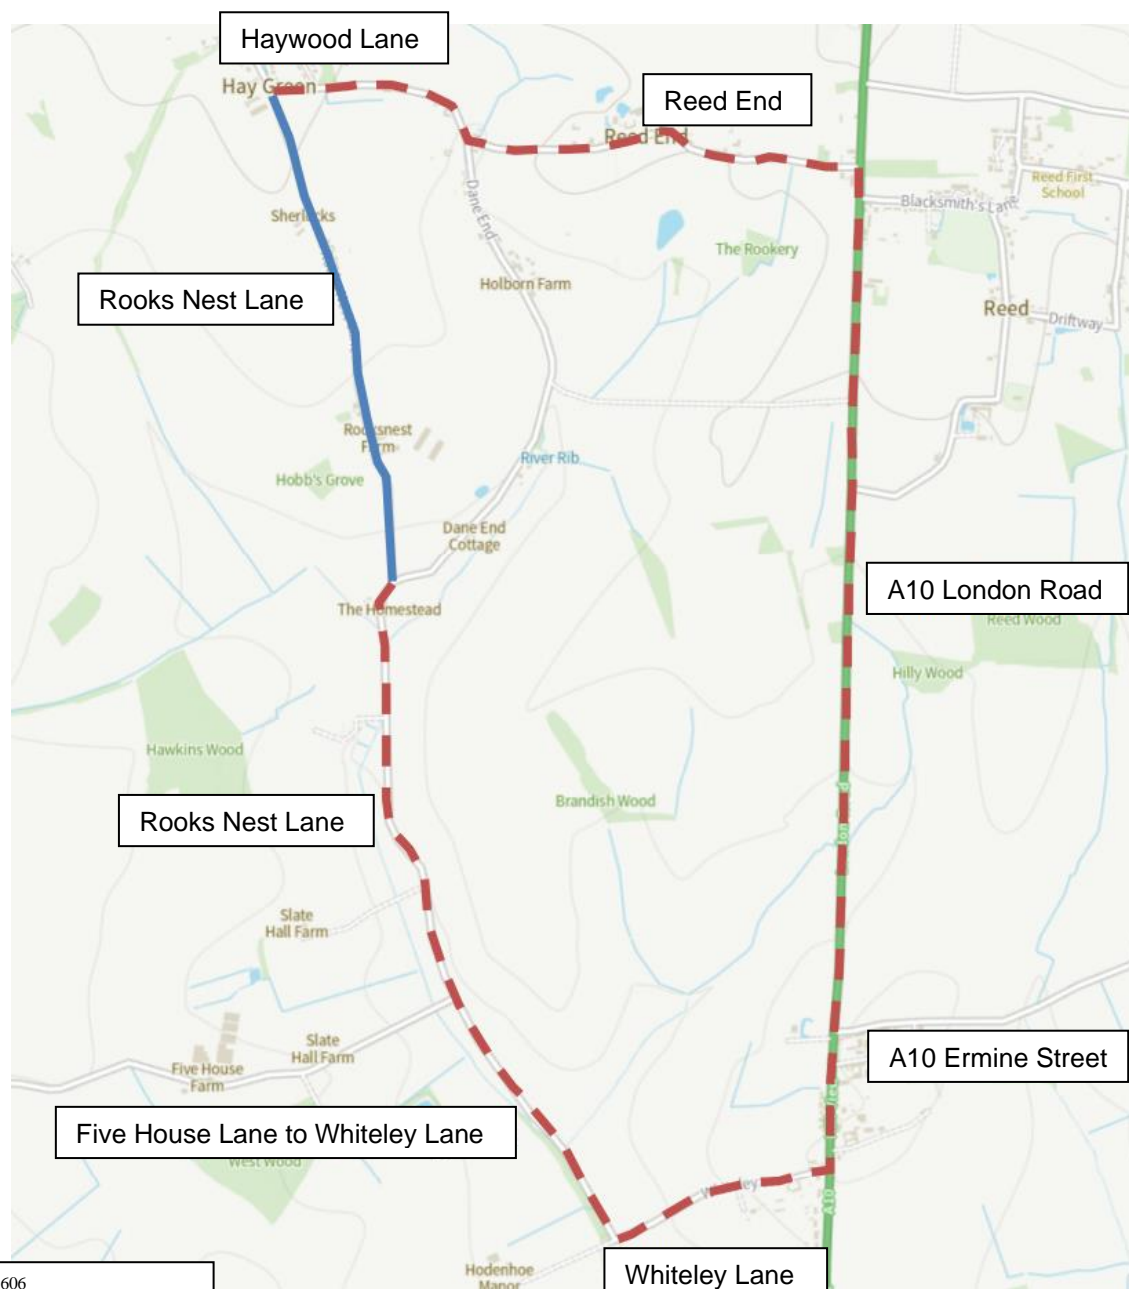 Haywood Lane
Hay Green
Reed End
Reed End
Reed First
School
Blacksmith's Lane
Dane End
Sherlocks
The Rookery
Holborn Farm
Rooks Nest Lane
Reed
Driftway
Rooksnest
Farm
River Rib
Hobb's Grove
Dane End
Cottage
A10 London Road
The Homestead
Reed Wood
Hilly Wood
Hawkins Wood
Brandish Wood
Rooks Nest Lane
Slate
Hall Farm
Slate
Hall Farm
A10 Ermine Street
Five House
Farm
Five House Lane to Whiteley Lane
West Wood
A10
Hodenhoe
Manor
Whiteley Lane
606